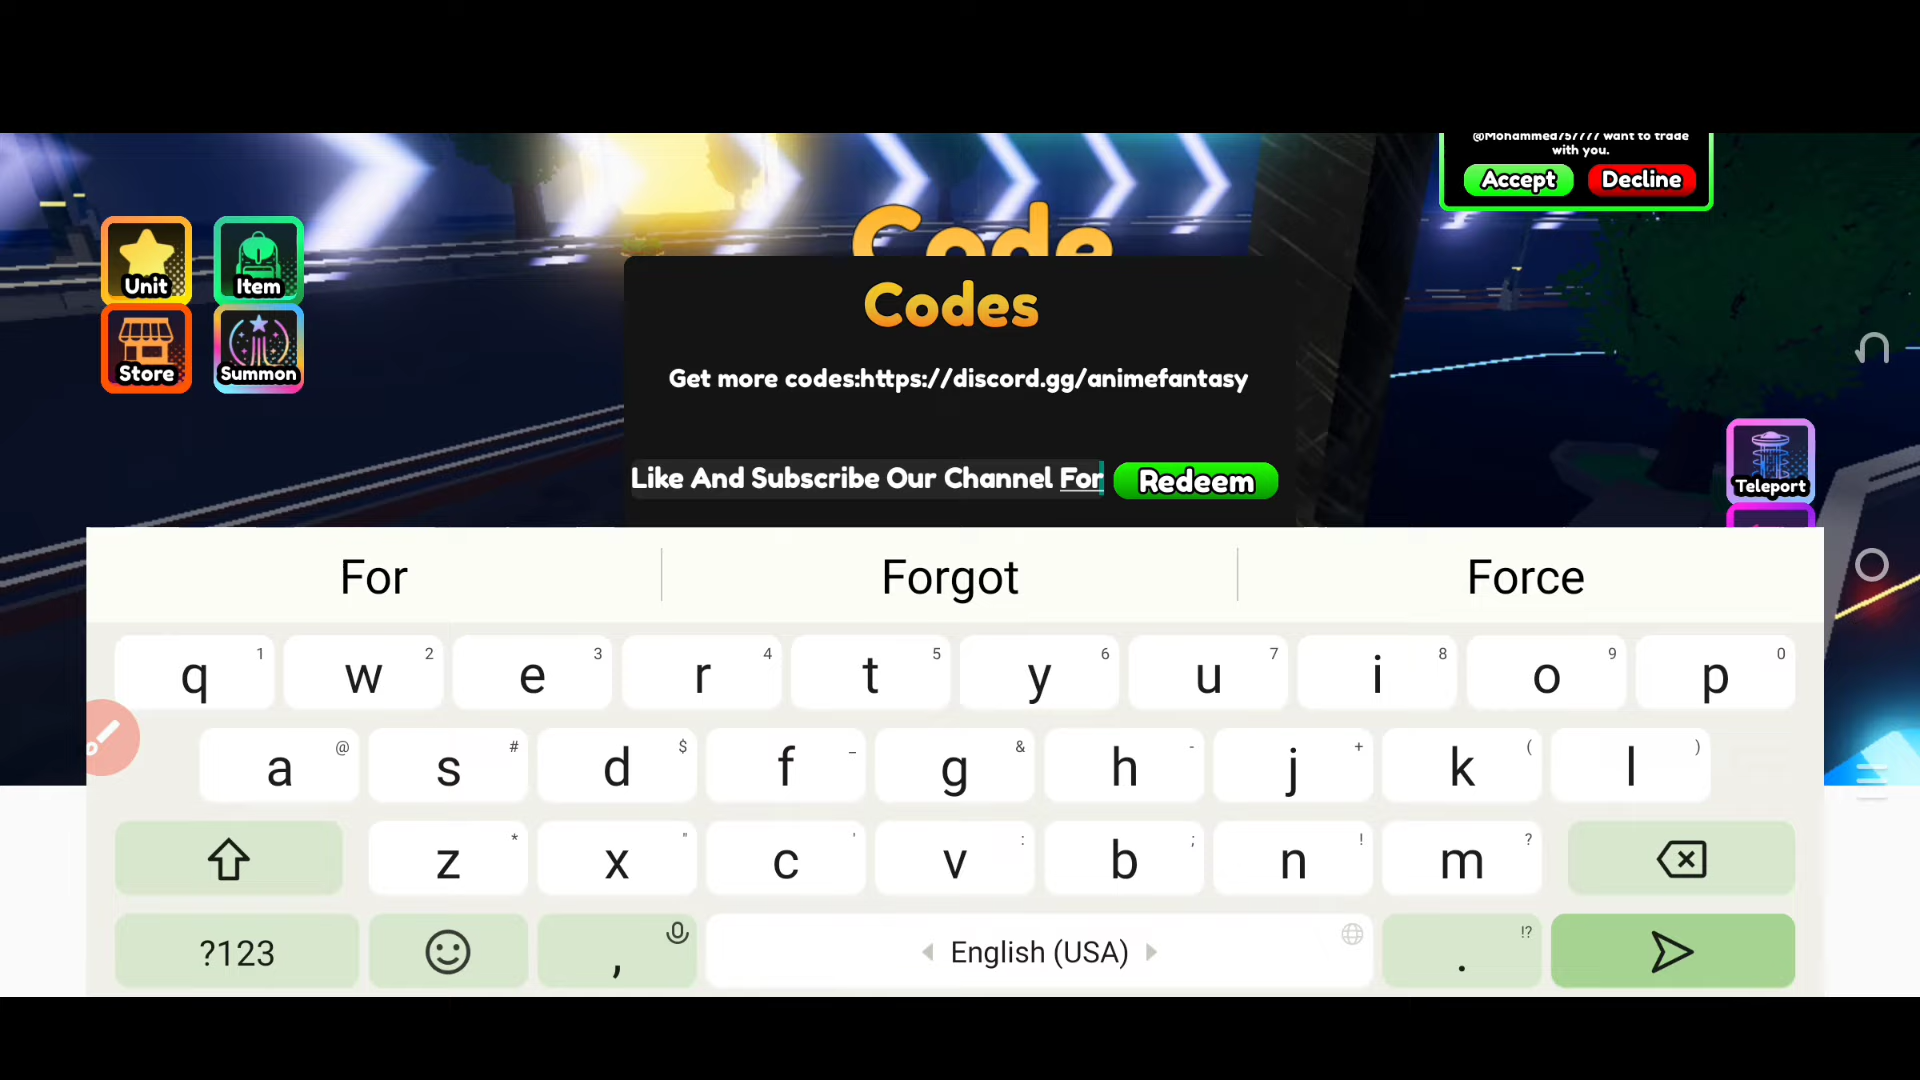 @Mohammed757777 want to trade
with you.
Accept Decline
Code
Unit Item
Codes
Store Summon
Get more codes:https://discord.gg/animefantasy
Like And Subscribe Our Channel For Redeem
Teleport
For Forgot Force
q 1 w 2 e 3 r 4 t 5 y 6 u 7 i 8 o 9 p 0
a @ s # d $ f _ g & h - j + k ( l )
z * x " c ' v : b ; n ! m ?
?123 , English (USA) . !?